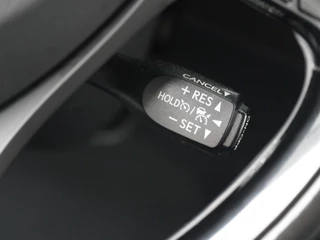 CANCEL▼
+ RES ▲
HOLD / ◀
− SET ▼